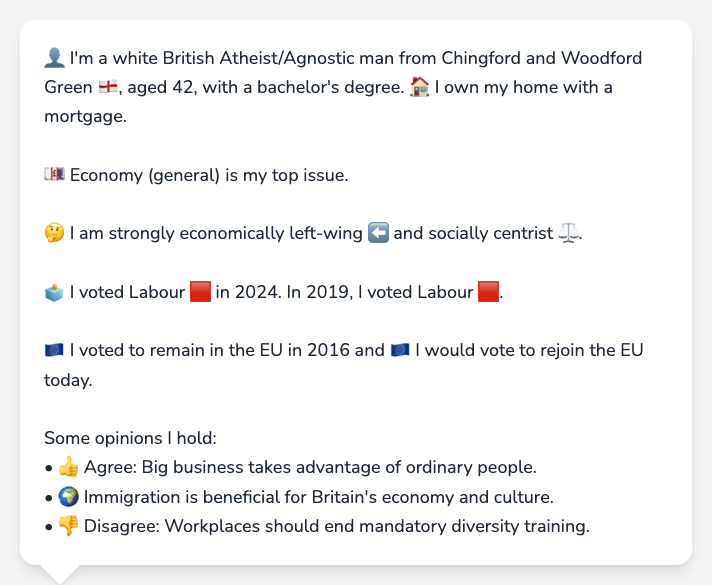 👤 I'm a white British Atheist/Agnostic man from Chingford and Woodford
Green 🏴󠁧󠁢󠁥󠁮󠁧󠁿, aged 42, with a bachelor's degree. 🏠 I own my home with a
mortgage.
💷 Economy (general) is my top issue.
🤔 I am strongly economically left-wing ⬅️ and socially centrist ⚖️.
🗳️ I voted Labour 🟥 in 2024. In 2019, I voted Labour 🟥.
🇪🇺 I voted to remain in the EU in 2016 and 🇪🇺 I would vote to rejoin the EU
today.
Some opinions I hold:
• 👍 Agree: Big business takes advantage of ordinary people.
• 🌍 Immigration is beneficial for Britain's economy and culture.
• 👎 Disagree: Workplaces should end mandatory diversity training.